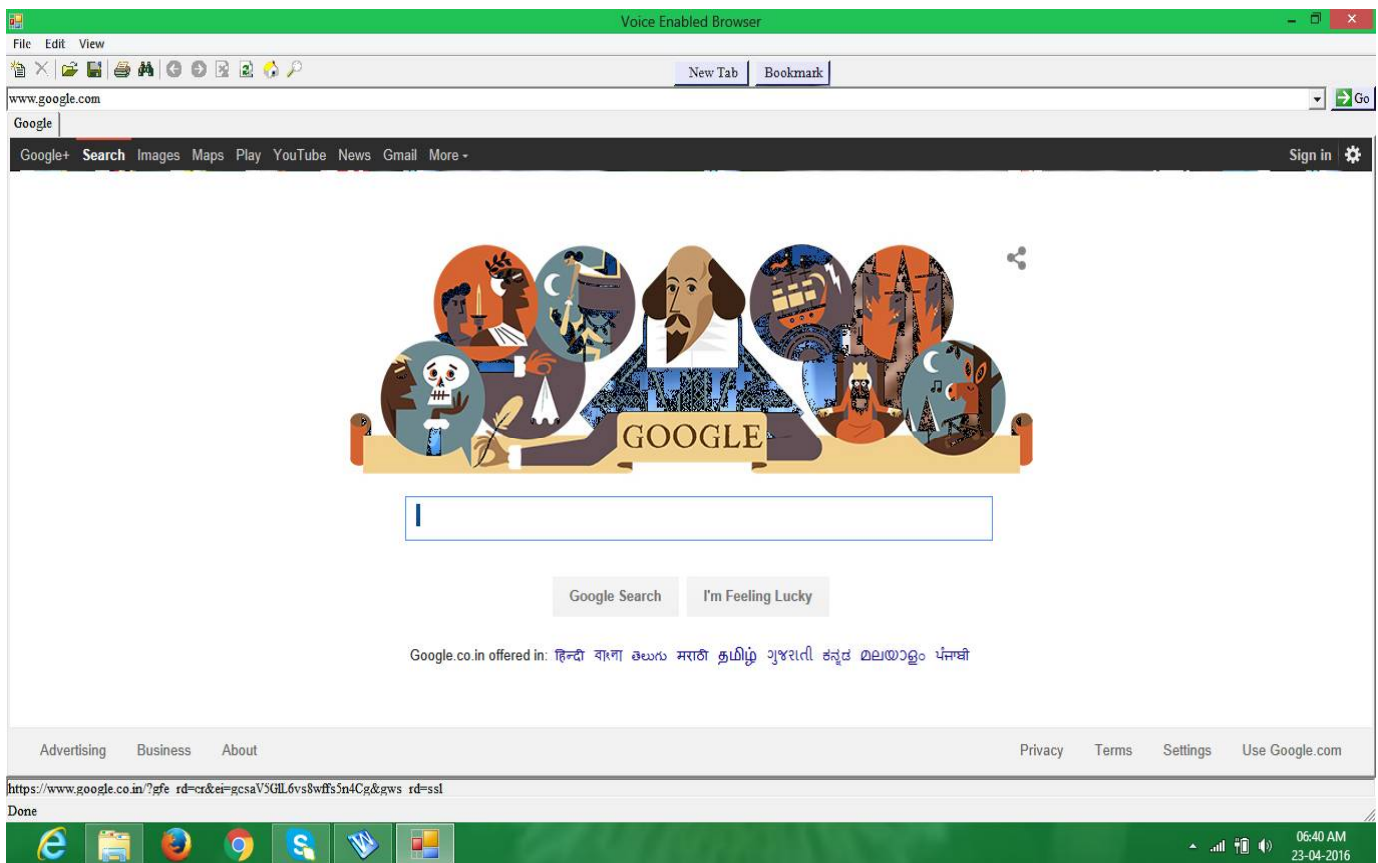 Voice Enabled Browser
File Edit View
New Tab Bookmark
www.google.com Go
Google
Google+ Search Images Maps Play YouTube News Gmail More Sign in
GOOGLE
Google Search I'm Feeling Lucky
Google.co.in offered in: हिन्दी বাংলা తెలుగు मराठी தமிழ் ગુજરાતી ಕನ್ನಡ മലയാളം ਪੰਜਾਬੀ
Advertising Business About Privacy Terms Settings Use Google.com
Done
06:40 AM
23-04-2016